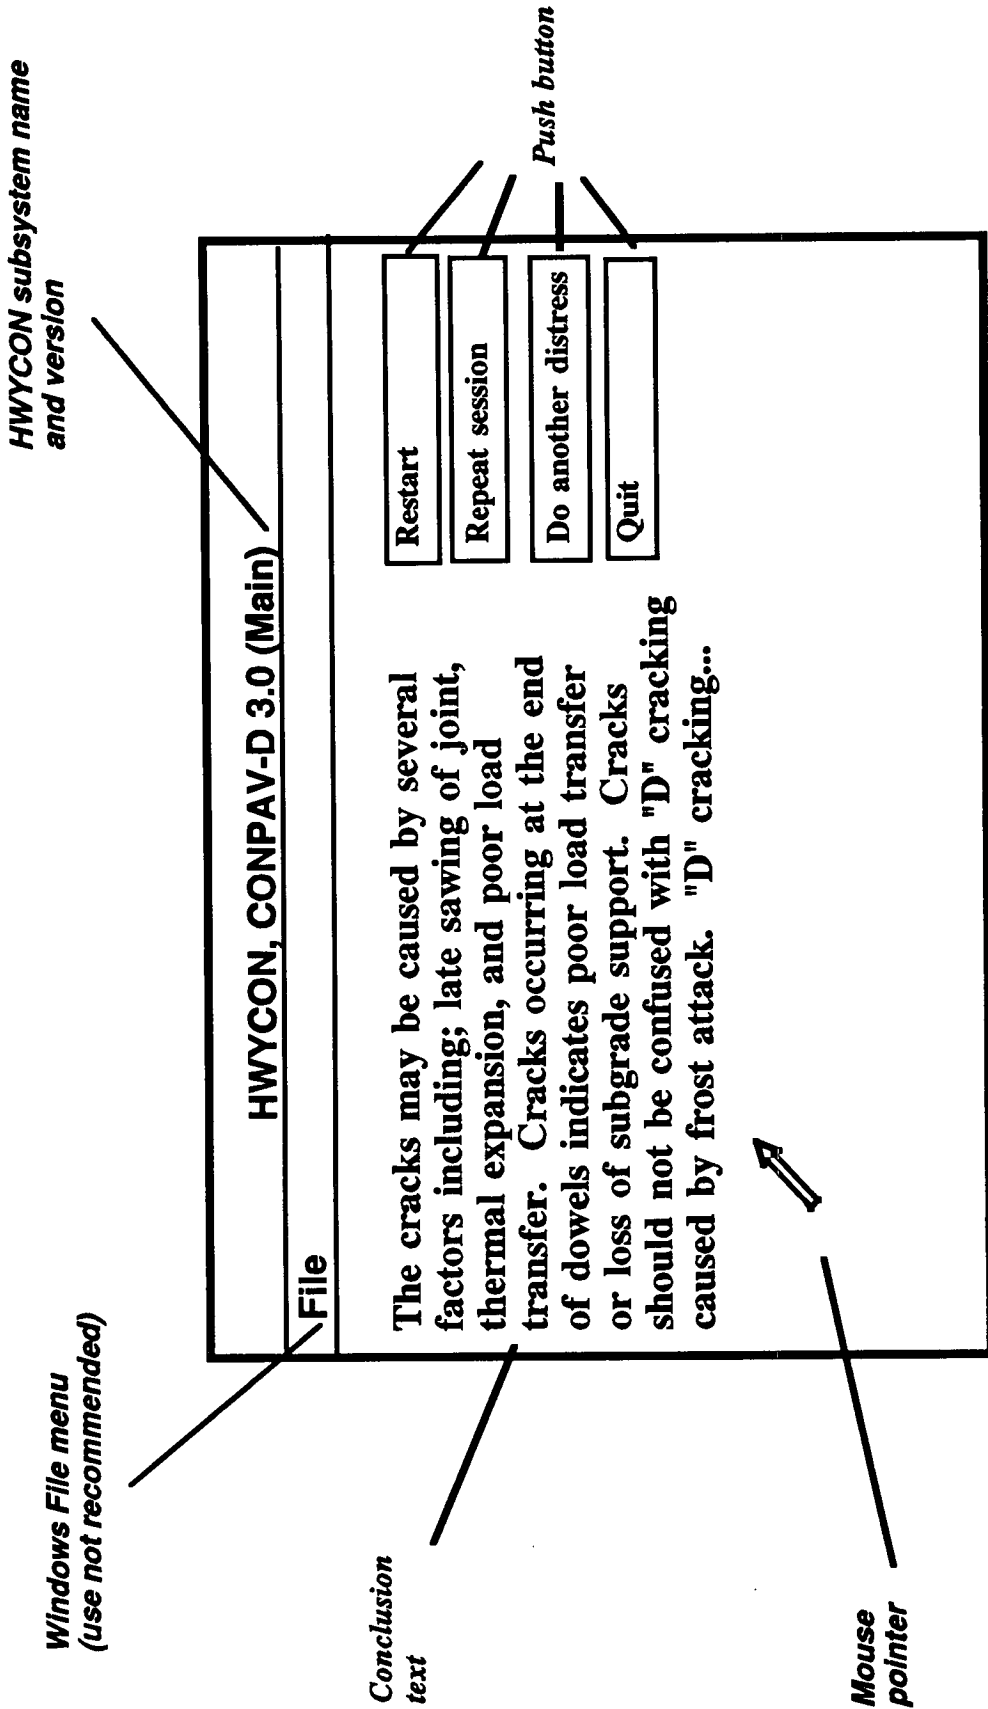 HWYCON subsystem name
and version
Windows File menu
(use not recommended)
HWYCON, CONPAV-D 3.0 (Main)
File
The cracks may be caused by several
factors including; late sawing of joint,
thermal expansion, and poor load
transfer. Cracks occurring at the end
of dowels indicates poor load transfer
or loss of subgrade support. Cracks
should not be confused with "D" cracking
caused by frost attack. "D" cracking...
Restart
Repeat session
Do another distress
Quit
Push button
Conclusion
text
Mouse
pointer